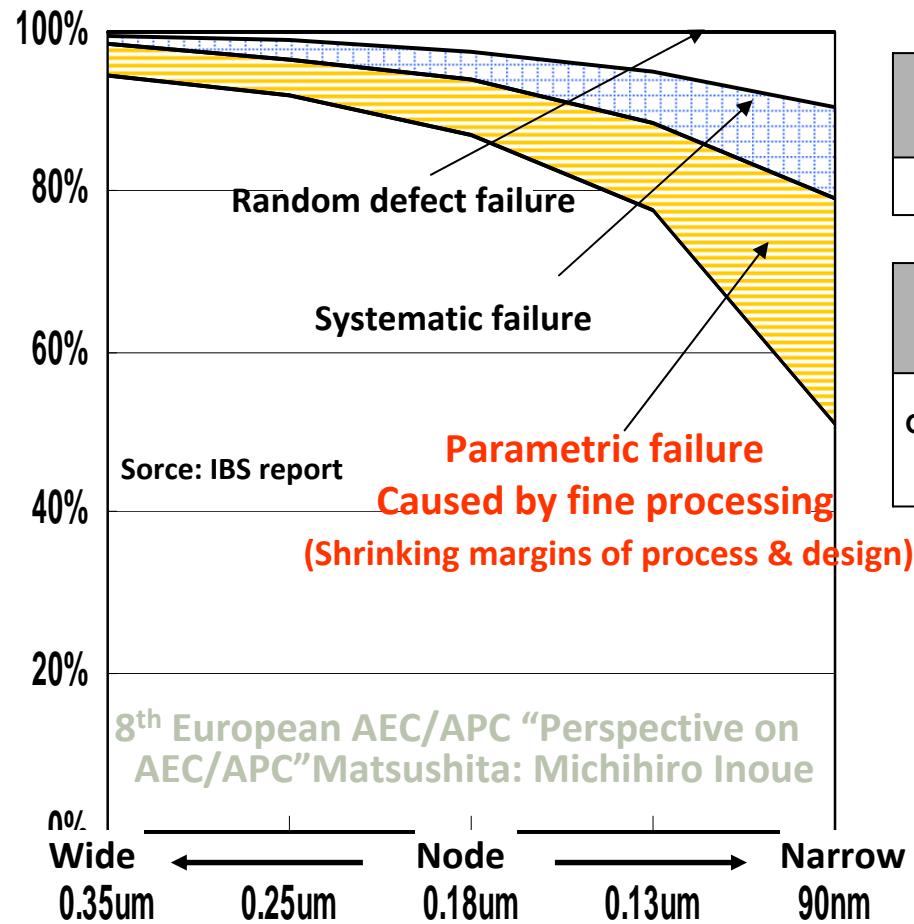 100%
80%
60%
40%
20%
0%
Random defect failure
Systematic failure
Parametric failure
Caused by fine processing
(Shrinking margins of process & design)
Sorce: IBS report
8th European AEC/APC “Perspective on
AEC/APC”Matsushita: Michihiro Inoue
Wide Node Narrow
0.35um 0.25um 0.18um 0.13um 90nm